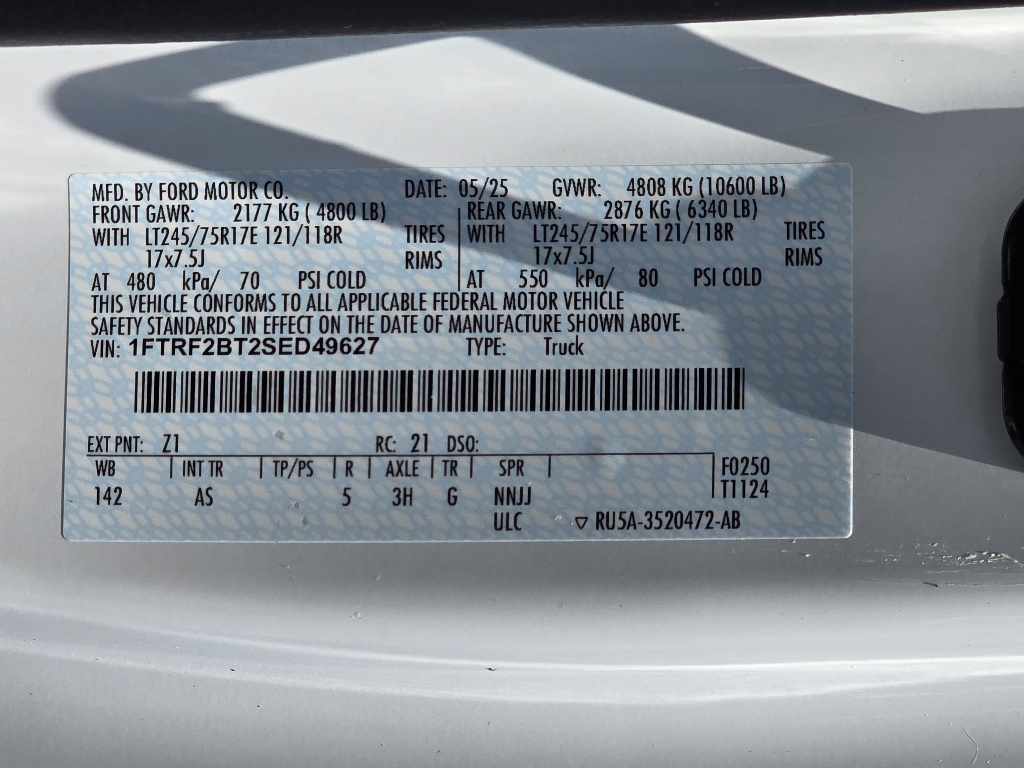 MFD. BY FORD MOTOR CO. DATE: 05/25 GVWR: 4808 KG (10600 LB)
FRONT GAWR: 2177 KG ( 4800 LB) REAR GAWR: 2876 KG ( 6340 LB)
WITH LT245/75R17E 121/118R TIRES WITH LT245/75R17E 121/118R TIRES
17x7.5J RIMS 17x7.5J RIMS
AT 480 kPa/ 70 PSI COLD AT 550 kPa/ 80 PSI COLD
THIS VEHICLE CONFORMS TO ALL APPLICABLE FEDERAL MOTOR VEHICLE
SAFETY STANDARDS IN EFFECT ON THE DATE OF MANUFACTURE SHOWN ABOVE.
VIN: 1FTRF2BT2SED49627 TYPE: Truck
EXT PNT: Z1 RC: 21 DSO:
WB INT TR TP/PS R AXLE TR SPR F0250
142 AS 5 3H G NNJJ T1124
ULC ▽ RU5A-3520472-AB